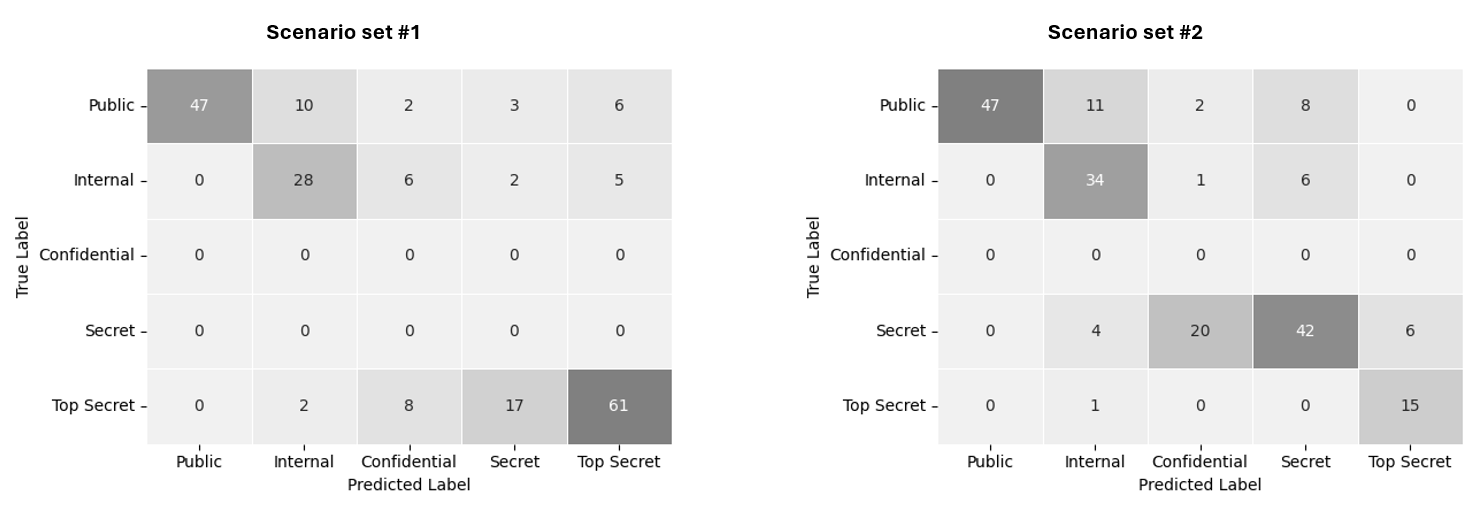 Scenario set #1
Public 47 10 2 3 6
Internal 0 28 6 2 5
Confidential 0 0 0 0 0
Secret 0 0 0 0 0
Top Secret 0 2 8 17 61
True Label
Public Internal Confidential Secret Top Secret
Predicted Label
Scenario set #2
Public 47 11 2 8 0
Internal 0 34 1 6 0
Confidential 0 0 0 0 0
Secret 0 4 20 42 6
Top Secret 0 1 0 0 15
True Label
Public Internal Confidential Secret Top Secret
Predicted Label